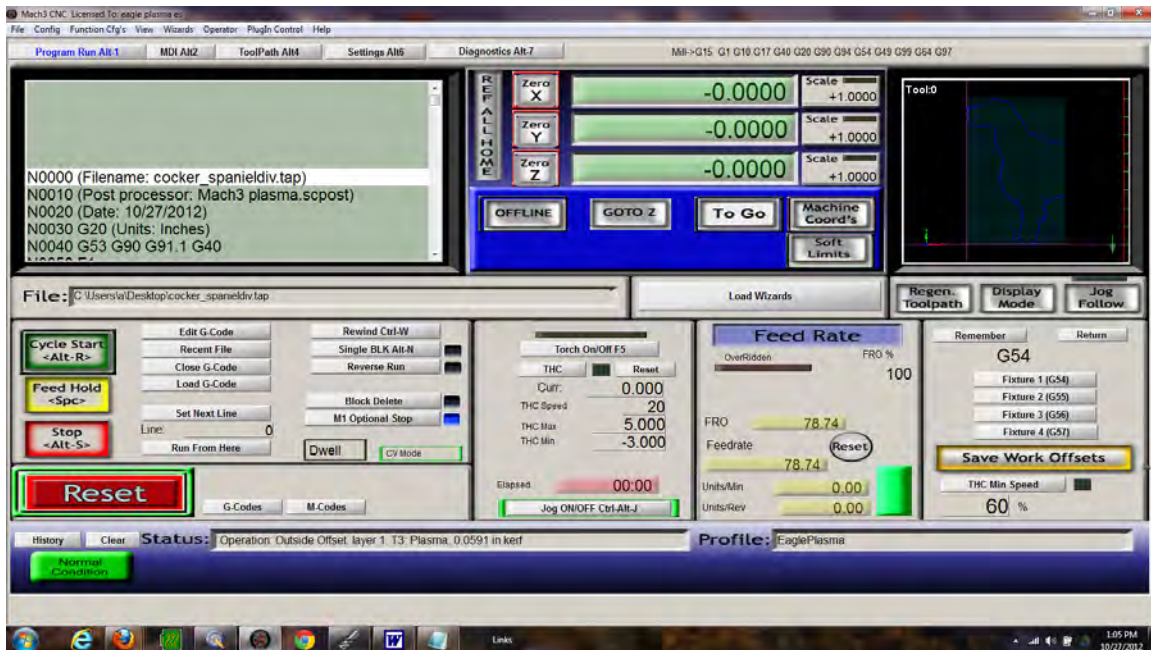 Mach3 CNC Licensed To: eagle plasma es
File Config Function Cfg's View Wizards Operator PlugIn Control Help
Program Run Alt-1 MDI Alt2 ToolPath Alt4 Settings Alt6 Diagnostics Alt-7 Mill->G15 G1 G10 G17 G40 G20 G90 G94 G54 G49 G99 G64 G97
N0000 (Filename: cocker_spanieldiv.tap)
N0010 (Post processor: Mach3 plasma.scpost)
N0020 (Date: 10/27/2012)
N0030 G20 (Units: Inches)
N0040 G53 G90 G91.1 G40
REF ALL HOME
Zero X -0.0000 Scale +1.0000
Zero Y -0.0000 Scale +1.0000
Zero Z -0.0000 Scale +1.0000
OFFLINE GOTO Z To Go Machine Coord's
Soft Limits
Tool:0
File: C:\Users\a\Desktop\cocker_spanieldiv.tap
Load Wizards
Regen. Toolpath Display Mode Jog Follow
Cycle Start <Alt-R>
Feed Hold <Spc>
Stop <Alt-S>
Edit G-Code
Recent File
Close G-Code
Load G-Code
Set Next Line
Line: 0
Run From Here
Rewind Ctrl-W
Single BLK Alt-N
Reverse Run
Block Delete
M1 Optional Stop
Dwell CV Mode
Reset
G-Codes M-Codes
Torch On/Off F5
THC Reset
Curr: 0.000
THC Speed 20
THC Max 5.000
THC Min -3.000
Elapsed 00:00
Jog ON/OFF Ctrl-Alt-J
Feed Rate
OverRidden FRO %
100
FRO 78.74
Feedrate Reset
78.74
Units/Min 0.00
Units/Rev 0.00
Remember Return
G54
Fixture 1 (G54)
Fixture 2 (G55)
Fixture 3 (G56)
Fixture 4 (G57)
Save Work Offsets
THC Min Speed
60 %
History Clear Status: Operation: Outside Offset, layer 1, T3: Plasma, 0.0591 in kerf Profile: EaglePlasma
Normal Condition
Links
1:05 PM
10/27/2012